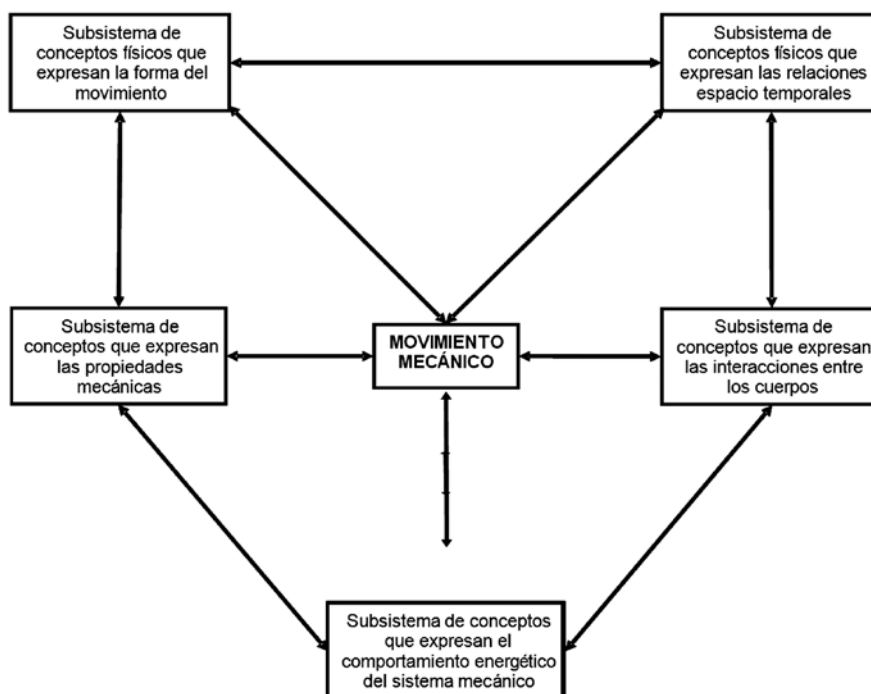 Subsistema de
conceptos físicos que
expresan la forma del
movimiento
Subsistema de
conceptos físicos que
expresan las relaciones
espacio temporales
Subsistema de
conceptos que expresan
las propiedades
mecánicas
MOVIMIENTO
MECÁNICO
Subsistema de
conceptos que expresan
las interacciones entre
los cuerpos
Subsistema de conceptos
que expresan el
comportamiento energético
del sistema mecánico